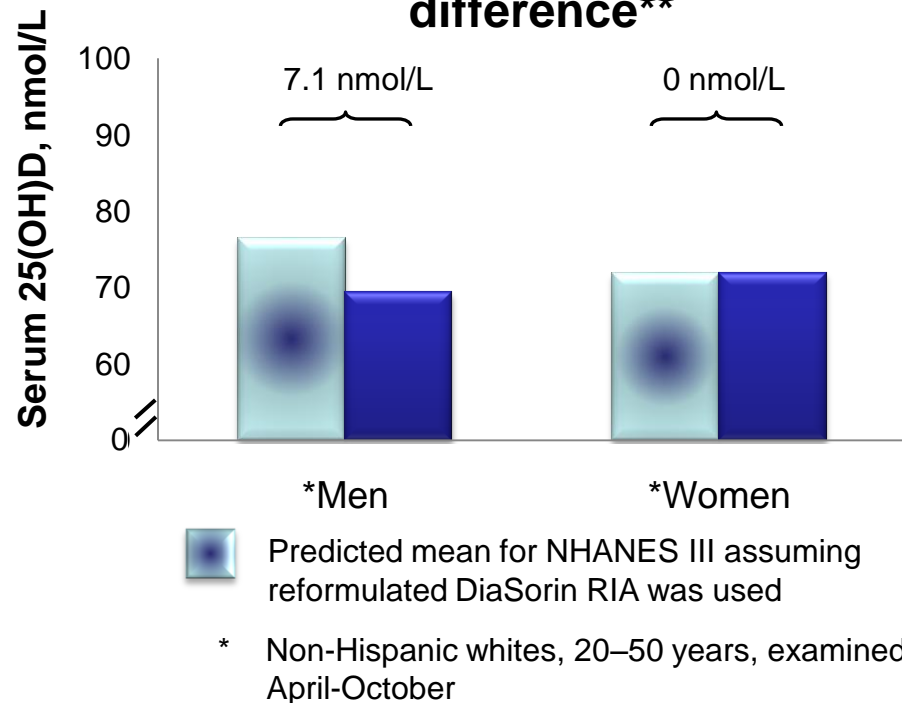 difference**
Serum 25(OH)D, nmol/L
100
90
80
70
60
0
7.1 nmol/L
0 nmol/L
*Men
*Women
Predicted mean for NHANES III assuming
reformulated DiaSorin RIA was used
* Non-Hispanic whites, 20–50 years, examined
April-October